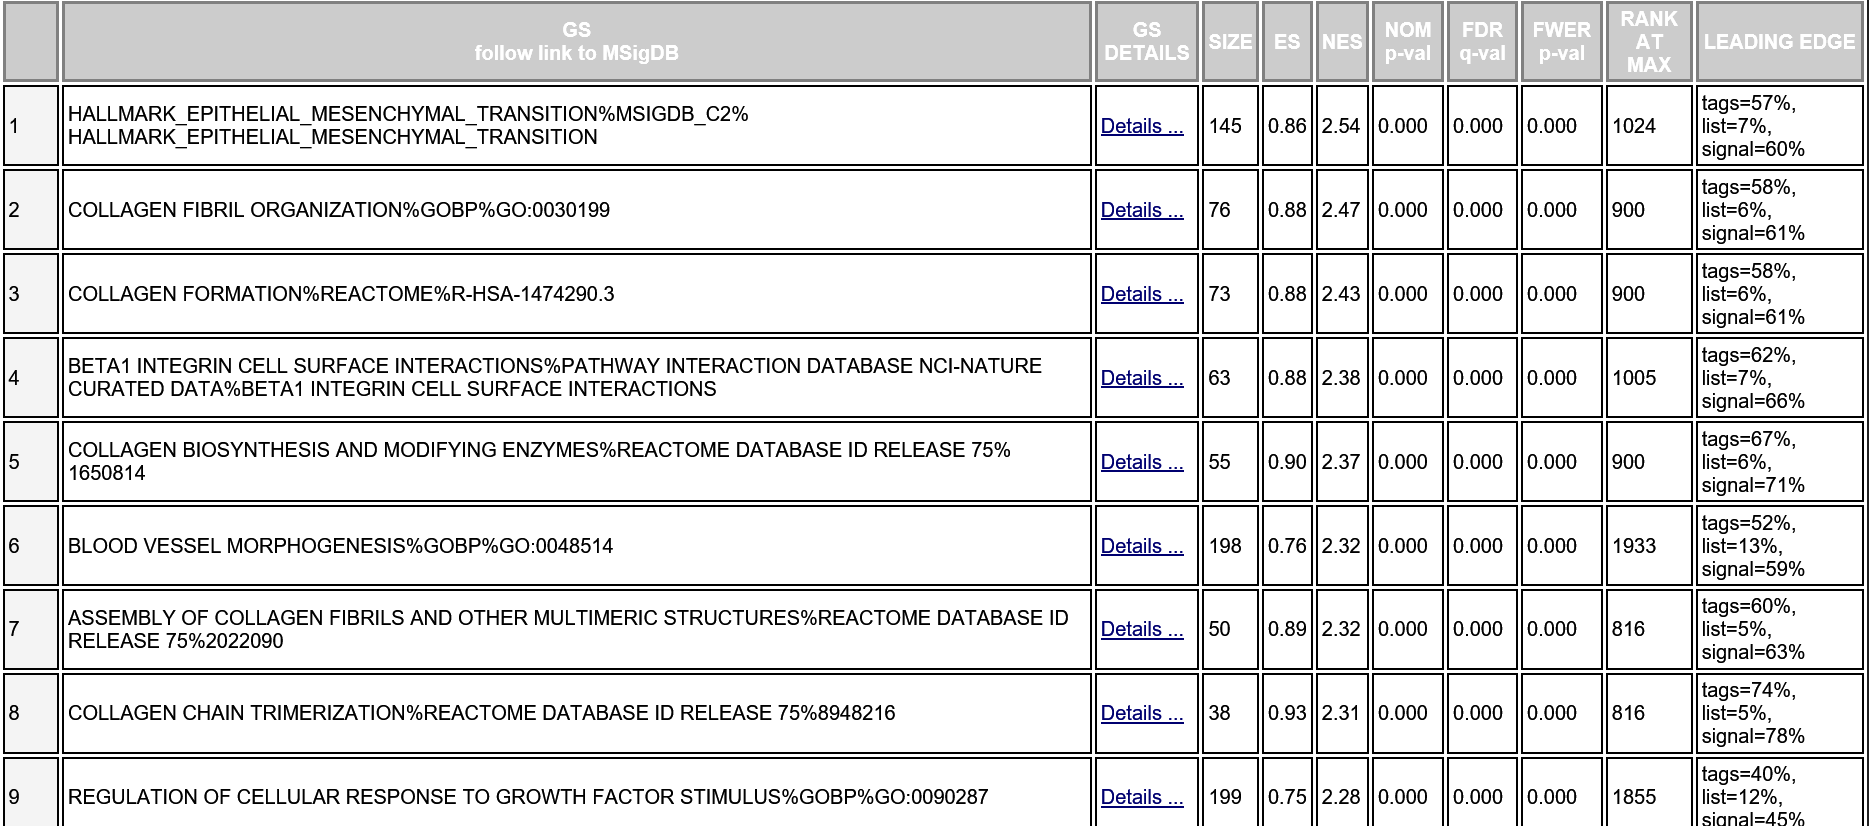 GS
follow link to MSigDB
GS
DETAILS
SIZE
ES
NES
NOM
p-val
FDR
q-val
FWER
p-val
RANK
AT
MAX
LEADING EDGE
1
HALLMARK_EPITHELIAL_MESENCHYMAL_TRANSITION%MSIGDB_C2%
HALLMARK_EPITHELIAL_MESENCHYMAL_TRANSITION
Details ...
145
0.86
2.54
0.000
0.000
0.000
1024
tags=57%,
list=7%,
signal=60%
2
COLLAGEN FIBRIL ORGANIZATION%GOBP%GO:0030199
Details ...
76
0.88
2.47
0.000
0.000
0.000
900
tags=58%,
list=6%,
signal=61%
3
COLLAGEN FORMATION%REACTOME%R-HSA-1474290.3
Details ...
73
0.88
2.43
0.000
0.000
0.000
900
tags=58%,
list=6%,
signal=61%
4
BETA1 INTEGRIN CELL SURFACE INTERACTIONS%PATHWAY INTERACTION DATABASE NCI-NATURE
CURATED DATA%BETA1 INTEGRIN CELL SURFACE INTERACTIONS
Details ...
63
0.88
2.38
0.000
0.000
0.000
1005
tags=62%,
list=7%,
signal=66%
5
COLLAGEN BIOSYNTHESIS AND MODIFYING ENZYMES%REACTOME DATABASE ID RELEASE 75%
1650814
Details ...
55
0.90
2.37
0.000
0.000
0.000
900
tags=67%,
list=6%,
signal=71%
6
BLOOD VESSEL MORPHOGENESIS%GOBP%GO:0048514
Details ...
198
0.76
2.32
0.000
0.000
0.000
1933
tags=52%,
list=13%,
signal=59%
7
ASSEMBLY OF COLLAGEN FIBRILS AND OTHER MULTIMERIC STRUCTURES%REACTOME DATABASE ID
RELEASE 75%2022090
Details ...
50
0.89
2.32
0.000
0.000
0.000
816
tags=60%,
list=5%,
signal=63%
8
COLLAGEN CHAIN TRIMERIZATION%REACTOME DATABASE ID RELEASE 75%8948216
Details ...
38
0.93
2.31
0.000
0.000
0.000
816
tags=74%,
list=5%,
signal=78%
9
REGULATION OF CELLULAR RESPONSE TO GROWTH FACTOR STIMULUS%GOBP%GO:0090287
Details ...
199
0.75
2.28
0.000
0.000
0.000
1855
tags=40%,
list=12%,
signal=45%